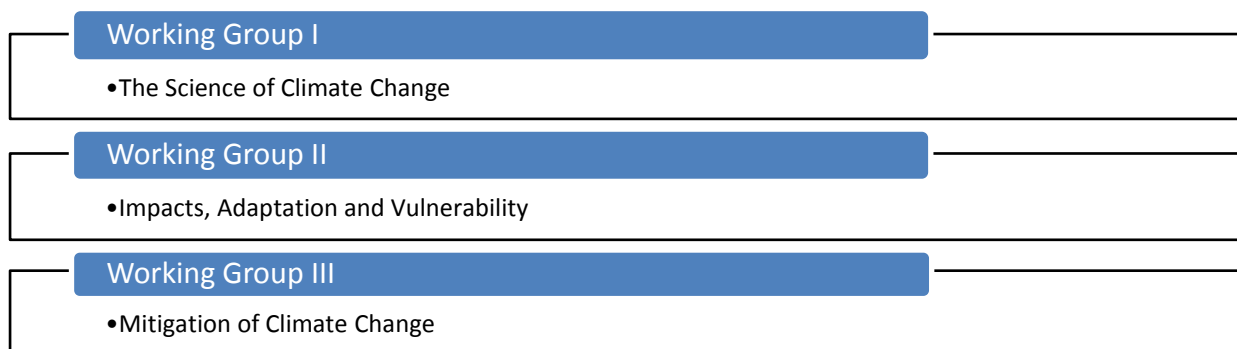 Working Group I
•The Science of Climate Change
Working Group II
•Impacts, Adaptation and Vulnerability
Working Group III
•Mitigation of Climate Change